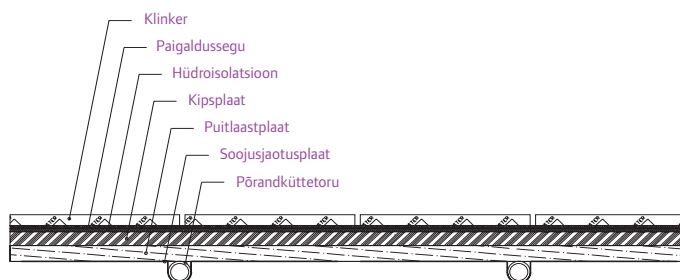 Klinker
Paigaldussegu
Hüdroisolatsioon
Kipsplaat
Puitlaastplaat
Soojusjaotusplaat
Põrandküttetoru